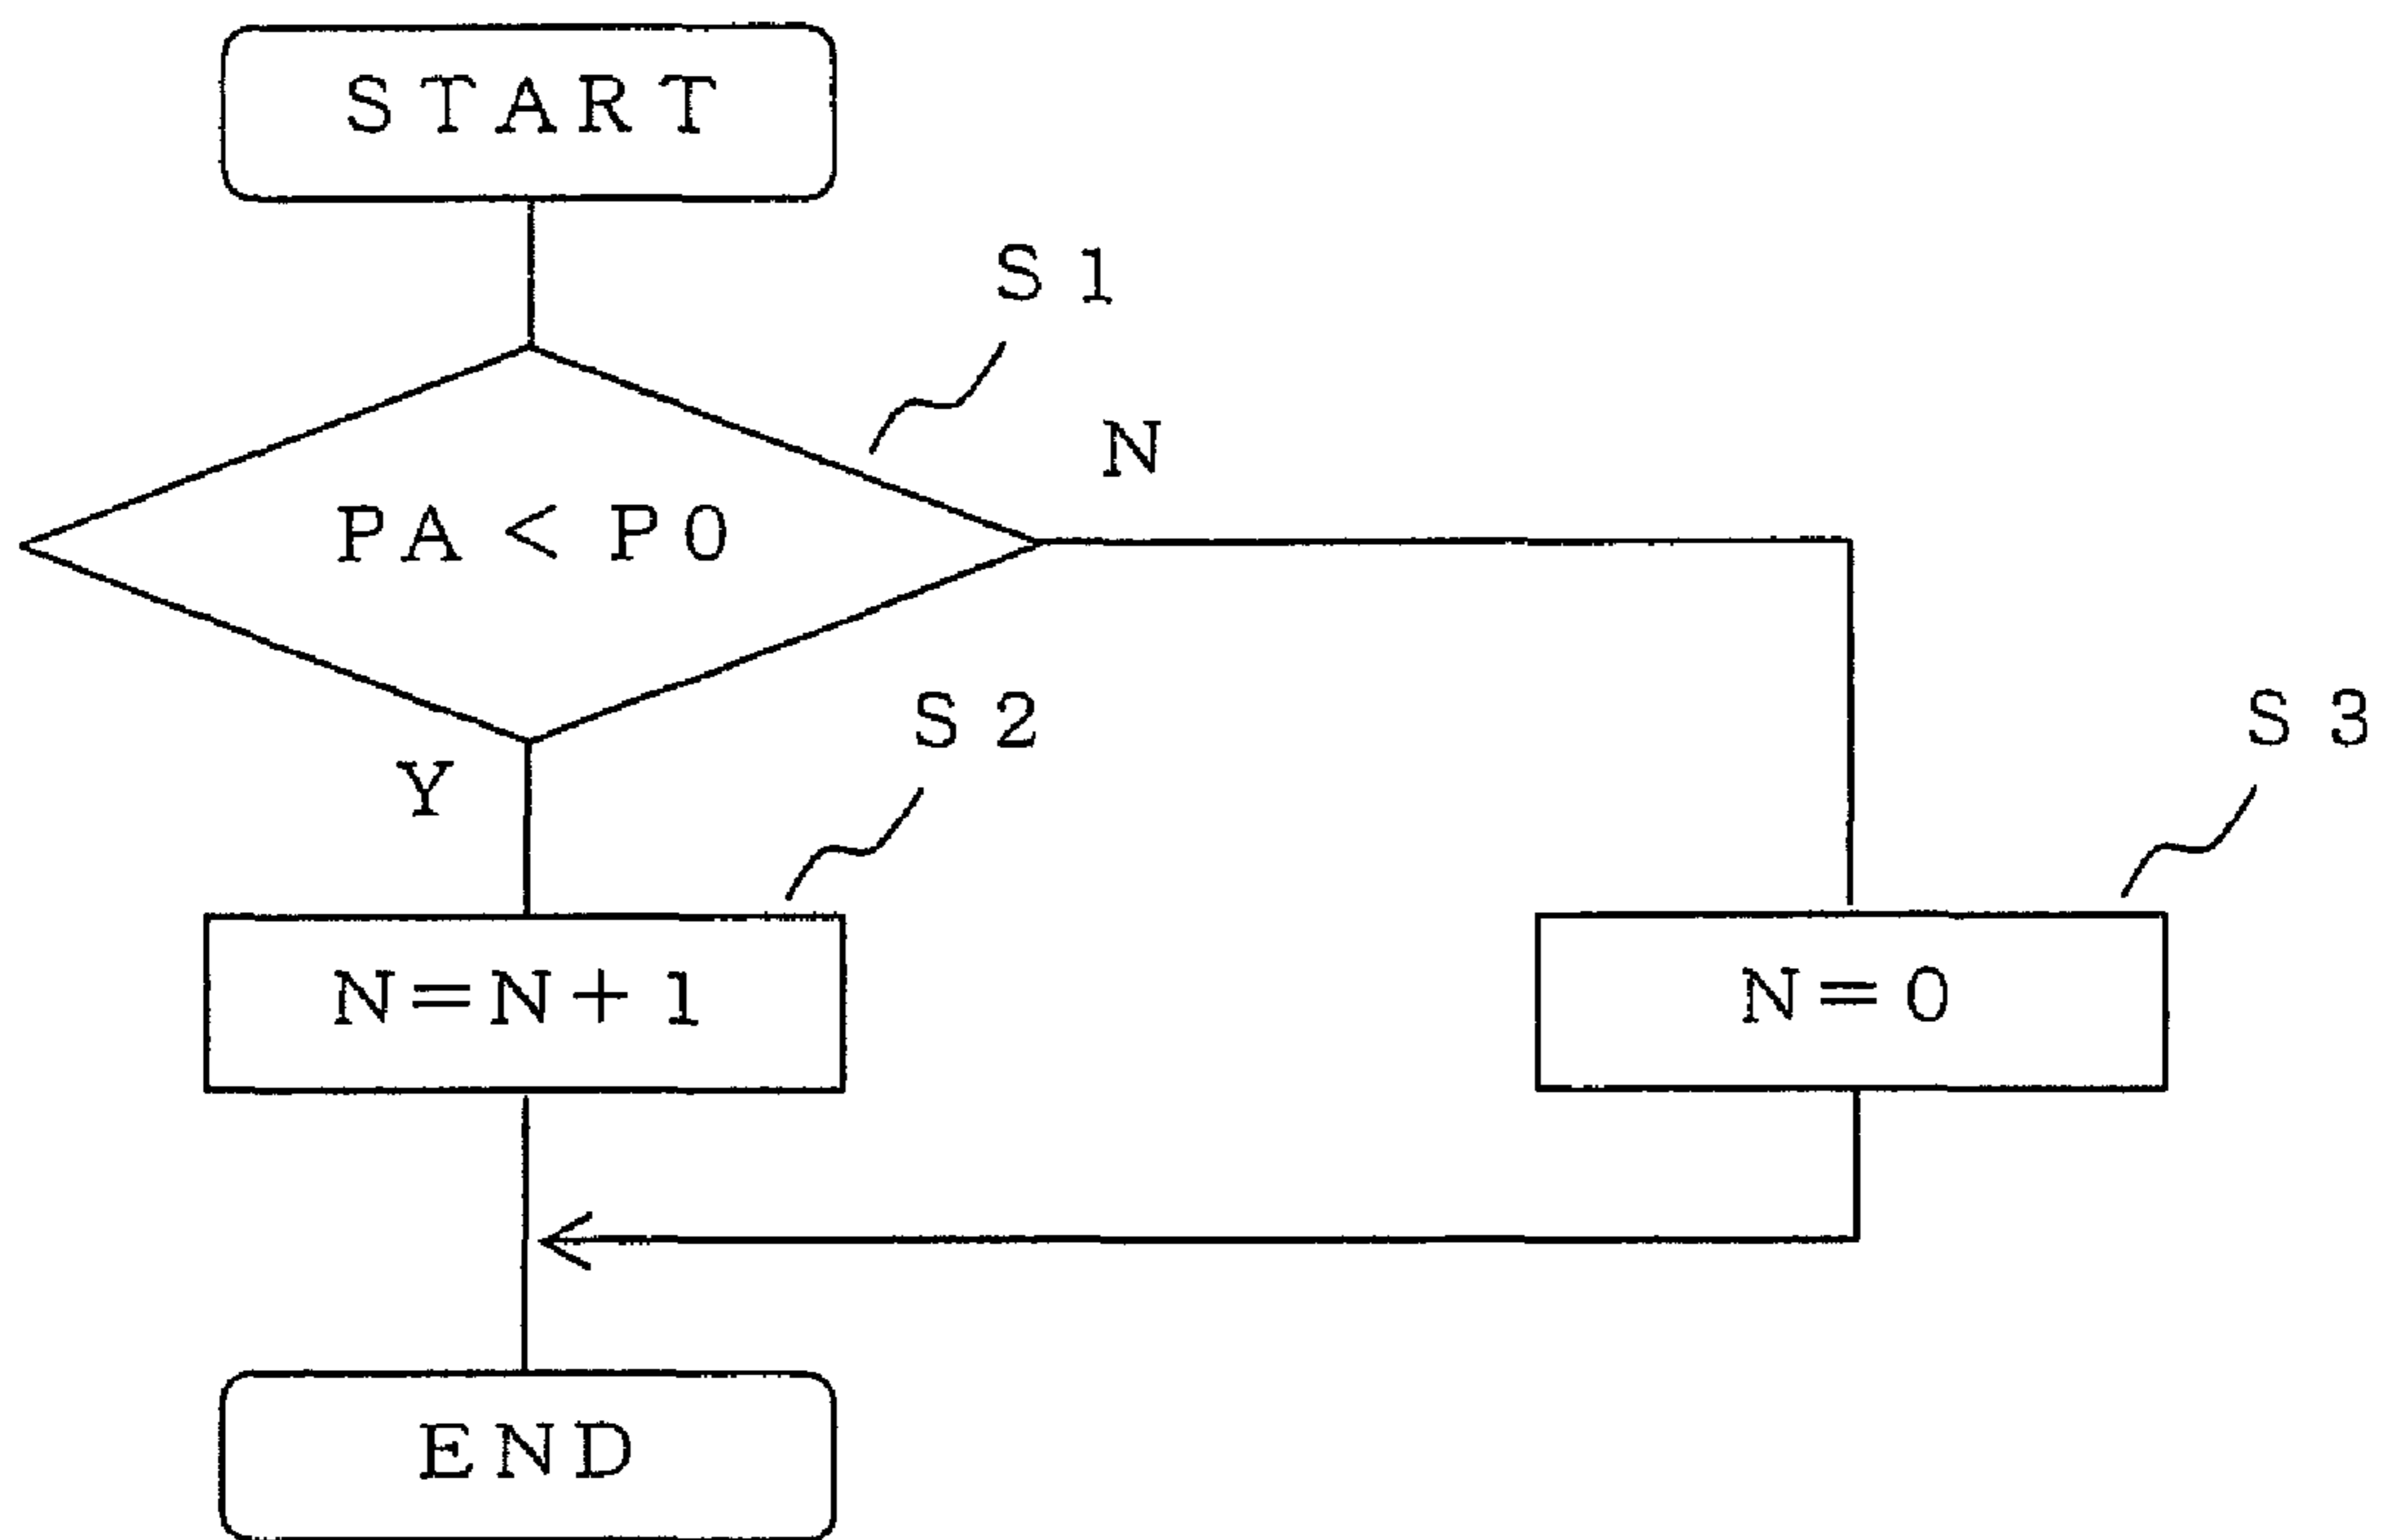 START
S1
N
PA < P0
Y
S2
S3
N=N+1
N=0
END